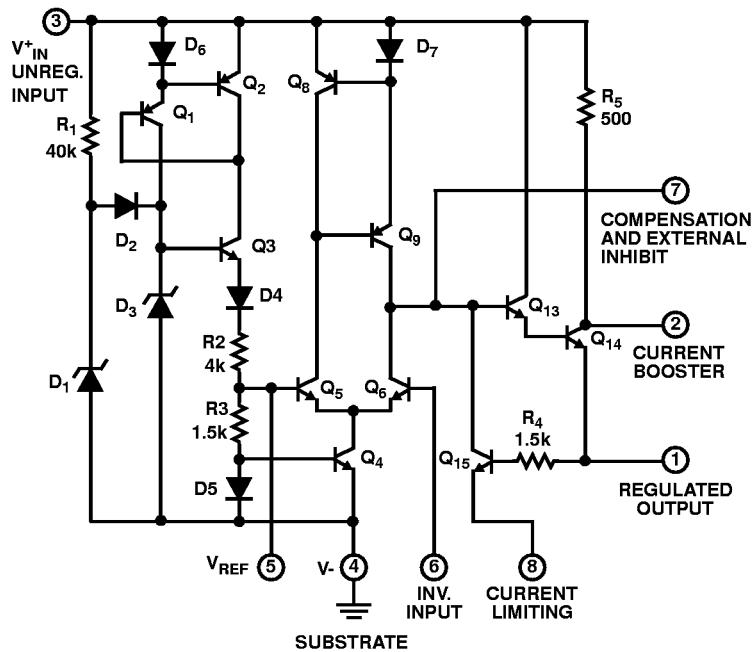 3
V+IN
UNREG.
INPUT
D6
D7
Q1
Q2
Q8
R5
500
R1
40k
7
COMPENSATION
AND EXTERNAL
INHIBIT
D2
Q3
Q9
D3
D4
Q13
2
CURRENT
BOOSTER
Q14
R2
4k
D1
Q5
Q6
R3
1.5k
R4
1.5k
Q4
Q15
1
REGULATED
OUTPUT
D5
VREF
5
V-
4
6
INV.
INPUT
8
CURRENT
LIMITING
SUBSTRATE